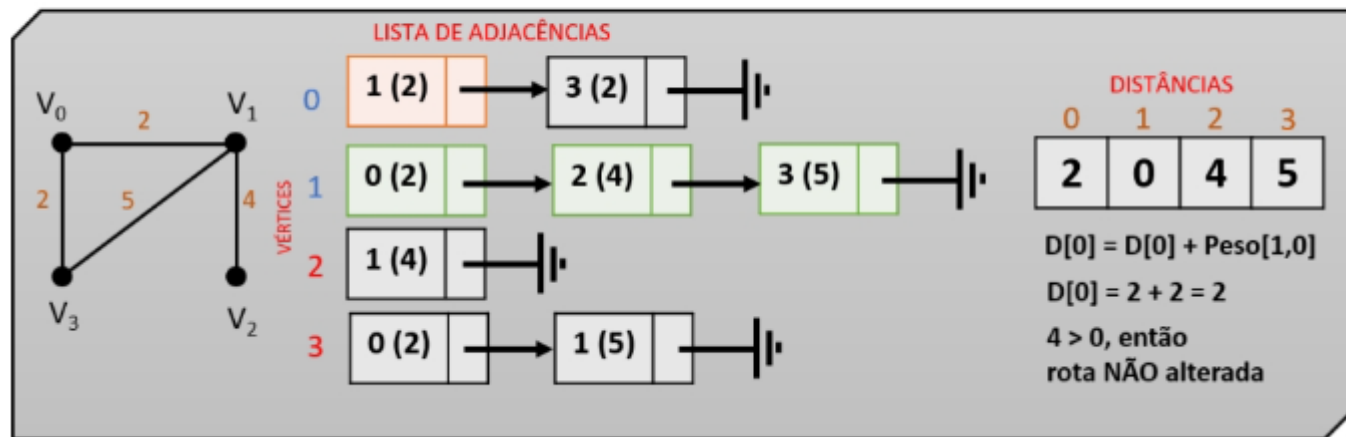 LISTA DE ADJACÊNCIAS
V0 2 V1
2 5 4
V3 V2
VÉRTICES
0 1 (2) 3 (2)
1 0 (2) 2 (4) 3 (5)
2 1 (4)
3 0 (2) 1 (5)
DISTÂNCIAS
0 1 2 3
2 0 4 5
D[0] = D[0] + Peso[1,0]
D[0] = 2 + 2 = 2
4 > 0, então
rota NÃO alterada